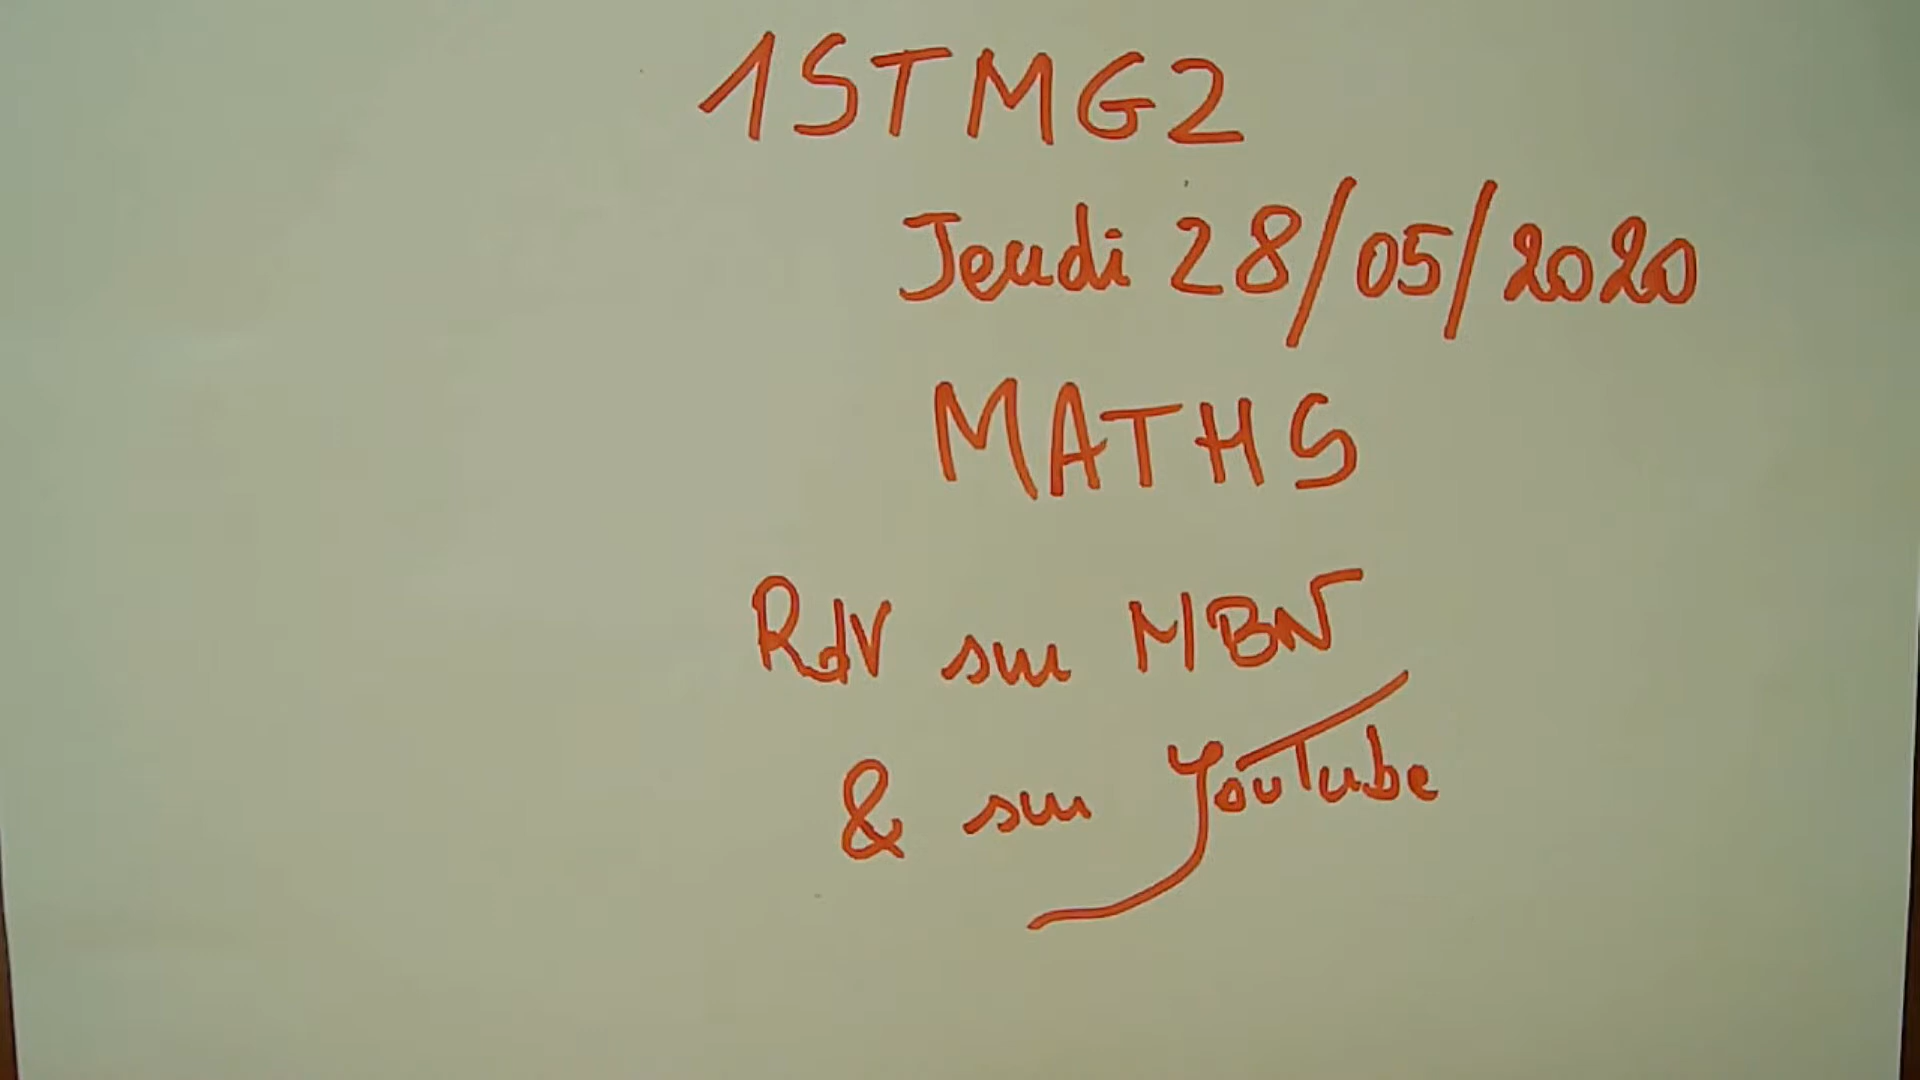 1STMG2
Jeudi 28/05/2020
MATHS
RdV sur MBN
& sur YouTube